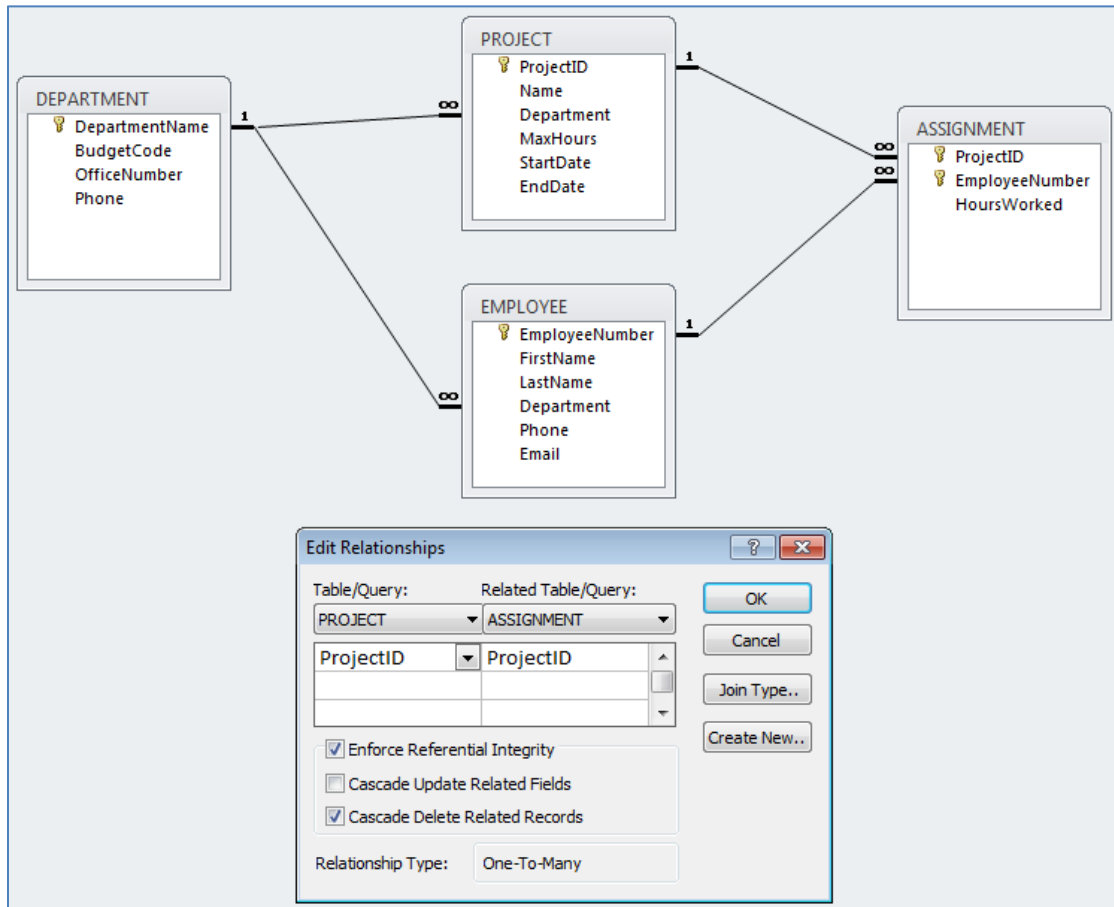 DEPARTMENT
DepartmentName
BudgetCode
OfficeNumber
Phone
1
∞
∞
PROJECT
ProjectID
Name
Department
MaxHours
StartDate
EndDate
1
EMPLOYEE
EmployeeNumber
FirstName
LastName
Department
Phone
Email
1
∞
∞
ASSIGNMENT
ProjectID
EmployeeNumber
HoursWorked
Edit Relationships
?
Table/Query: Related Table/Query:
PROJECT ASSIGNMENT
ProjectID ProjectID
OK
Cancel
Join Type..
Create New..
Enforce Referential Integrity
Cascade Update Related Fields
Cascade Delete Related Records
Relationship Type: One-To-Many